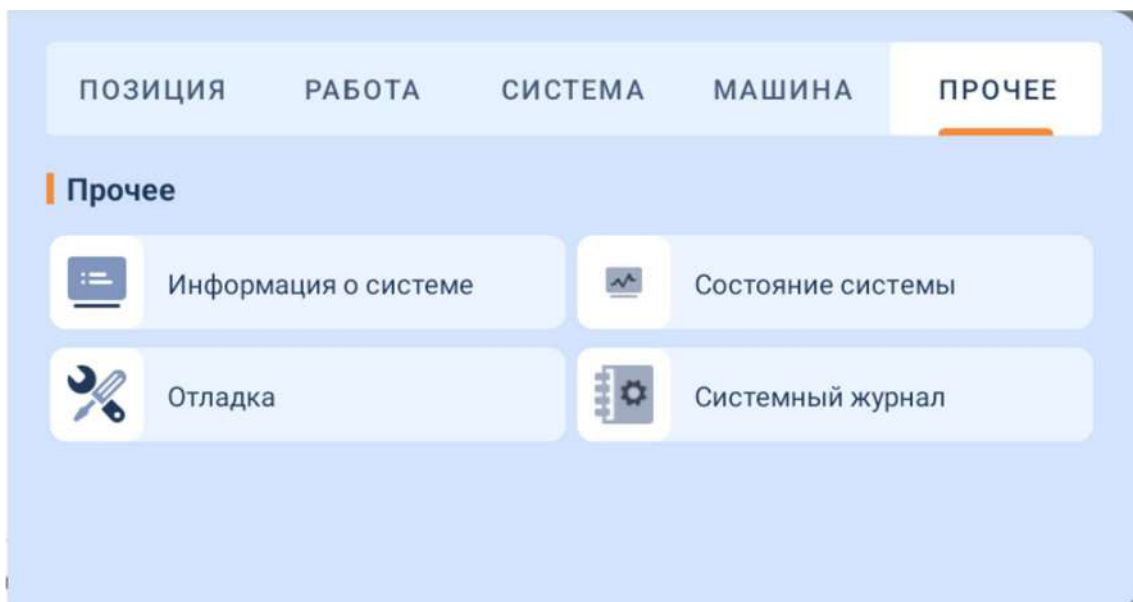 ПОЗИЦИЯ РАБОТА СИСТЕМА МАШИНА ПРОЧЕЕ
Прочее
Информация о системе Состояние системы
Отладка Системный журнал